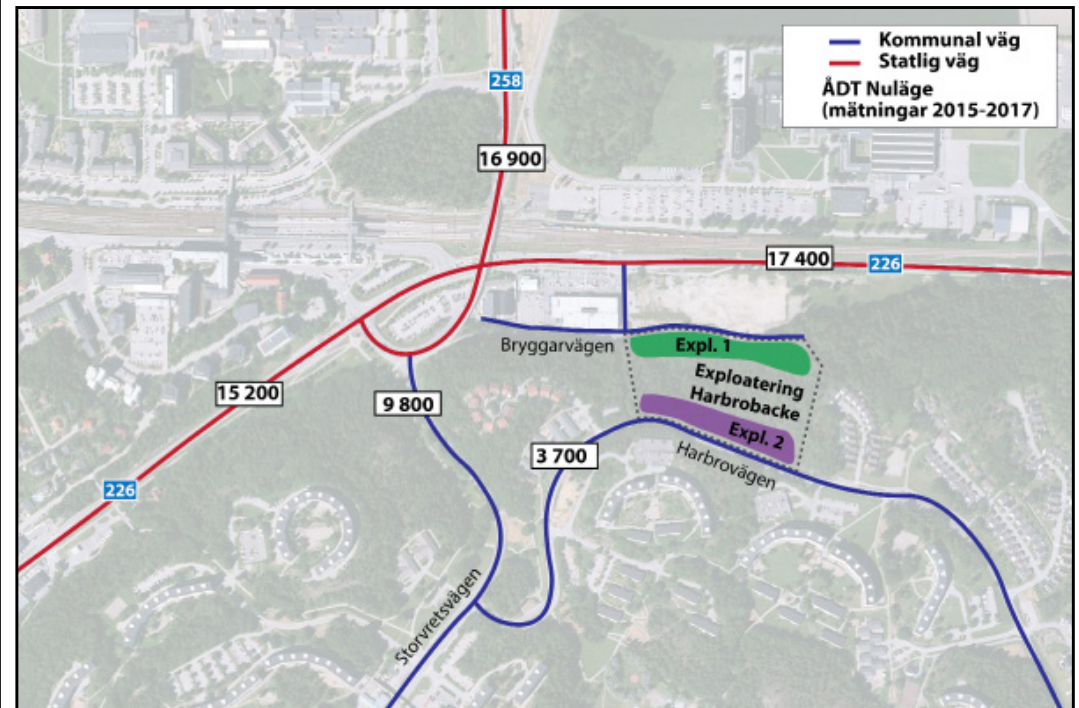 Kommunal väg
Statlig väg
ÅDT Nuläge
(mätningar 2015-2017)
258
16 900
17 400
226
Bryggarvägen
Expl. 1
Exploatering
Harbrobacke
Expl. 2
15 200
9 800
3 700
Harbrovägen
226
Storvretsvägen